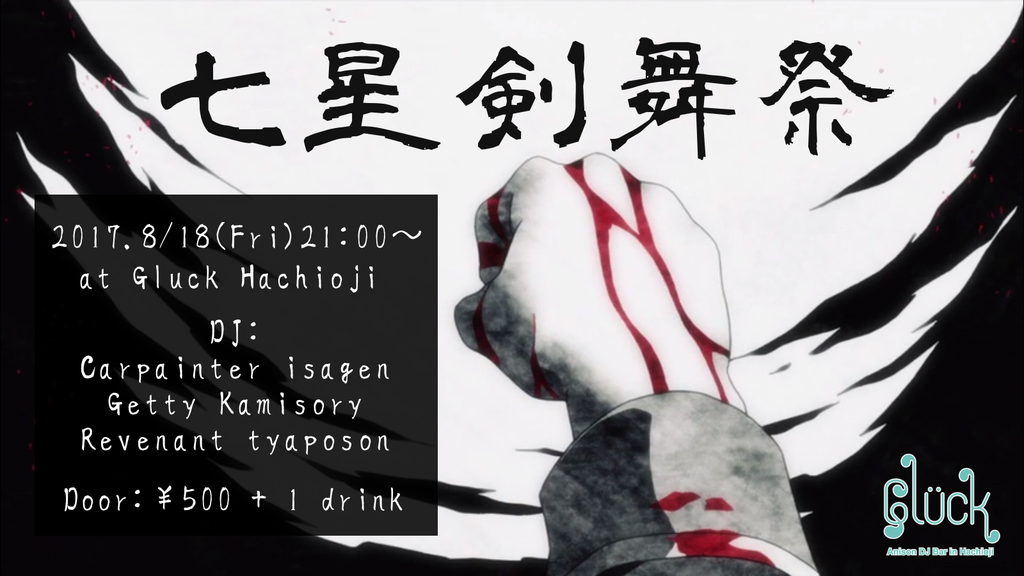 七星剣舞祭
2017.8/18(Fri)21:00～
at Gluck Hachioji
DJ:
Carpainter isagen
Getty Kamisory
Revenant tyaposon
Door:￥500 + 1 drink
Glück
Anison DJ Bar in Hachioji